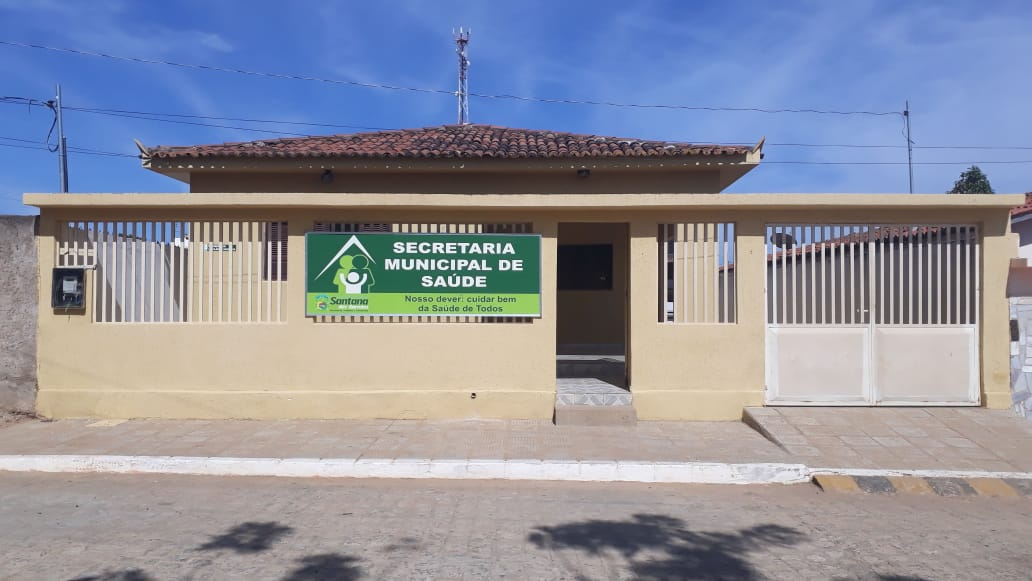 SECRETARIA
MUNICIPAL DE
SAÚDE
Santana
Nosso dever: cuidar bem
da Saúde de Todos